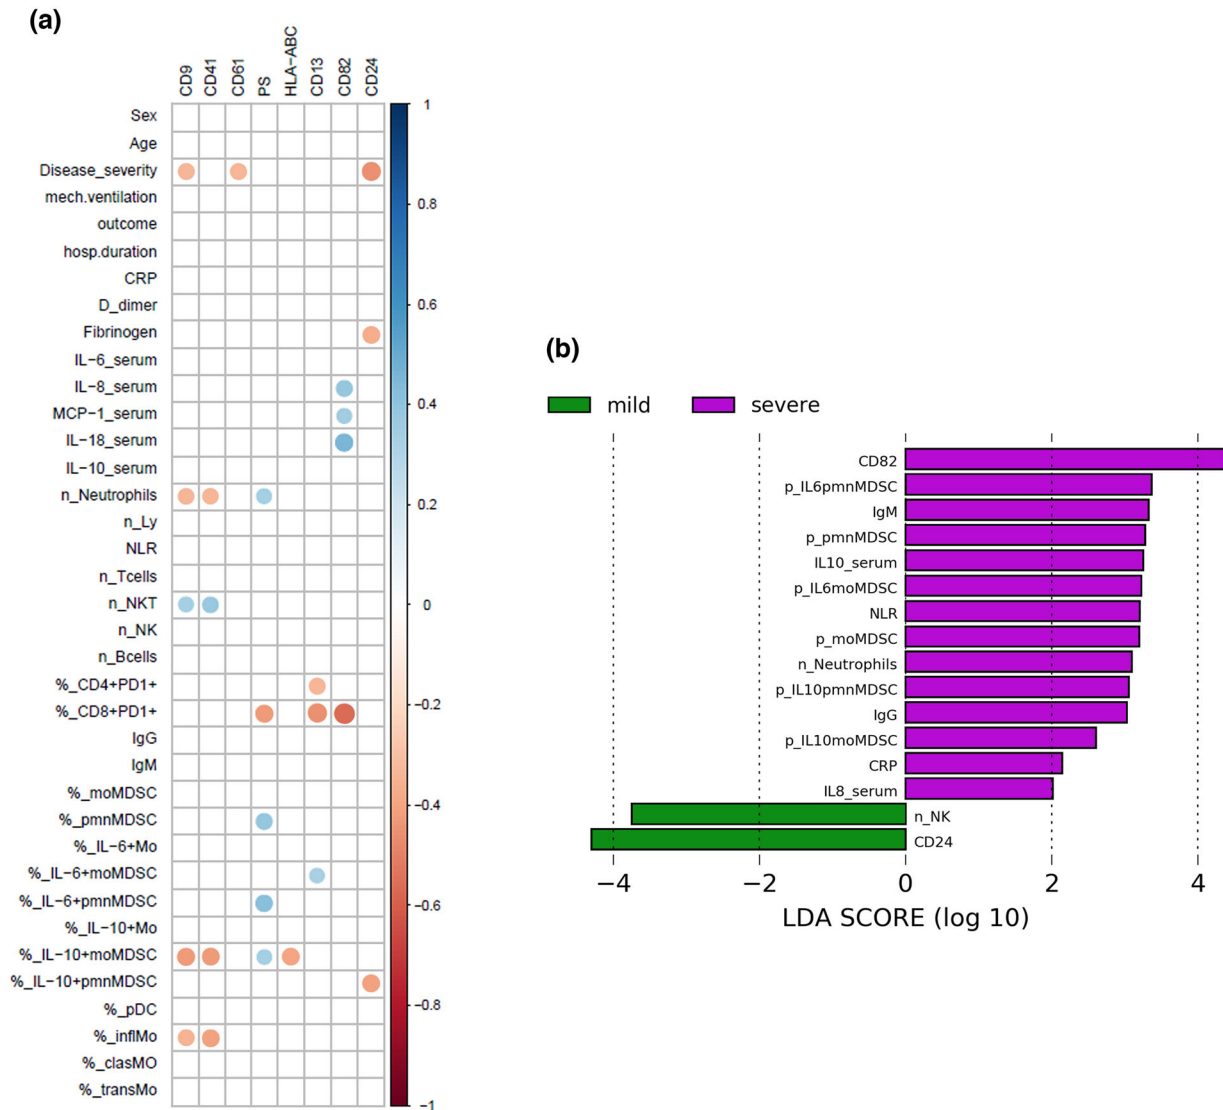 (a)
CD9 CD41 CD61 PS HLA−ABC CD13 CD82 CD24
Sex
Age
Disease_severity
mech.ventilation
outcome
hosp.duration
CRP
D_dimer
Fibrinogen
IL−6_serum
IL−8_serum
MCP−1_serum
IL−18_serum
IL−10_serum
n_Neutrophils
n_Ly
NLR
n_Tcells
n_NKT
n_NK
n_Bcells
%_CD4+PD1+
%_CD8+PD1+
IgG
IgM
%_moMDSC
%_pmnMDSC
%_IL−6+Mo
%_IL−6+moMDSC
%_IL−6+pmnMDSC
%_IL−10+Mo
%_IL−10+moMDSC
%_IL−10+pmnMDSC
%_pDC
%_inflMo
%_clasMO
%_transMo
1
0.8
0.6
0.4
0.2
0
−0.2
−0.4
−0.6
−0.8
−1
(b)
mild severe
CD82
p_IL6pmnMDSC
IgM
p_pmnMDSC
IL10_serum
p_IL6moMDSC
NLR
p_moMDSC
n_Neutrophils
p_IL10pmnMDSC
IgG
p_IL10moMDSC
CRP
IL8_serum
n_NK
CD24
−4 −2 0 2 4
LDA SCORE (log 10)